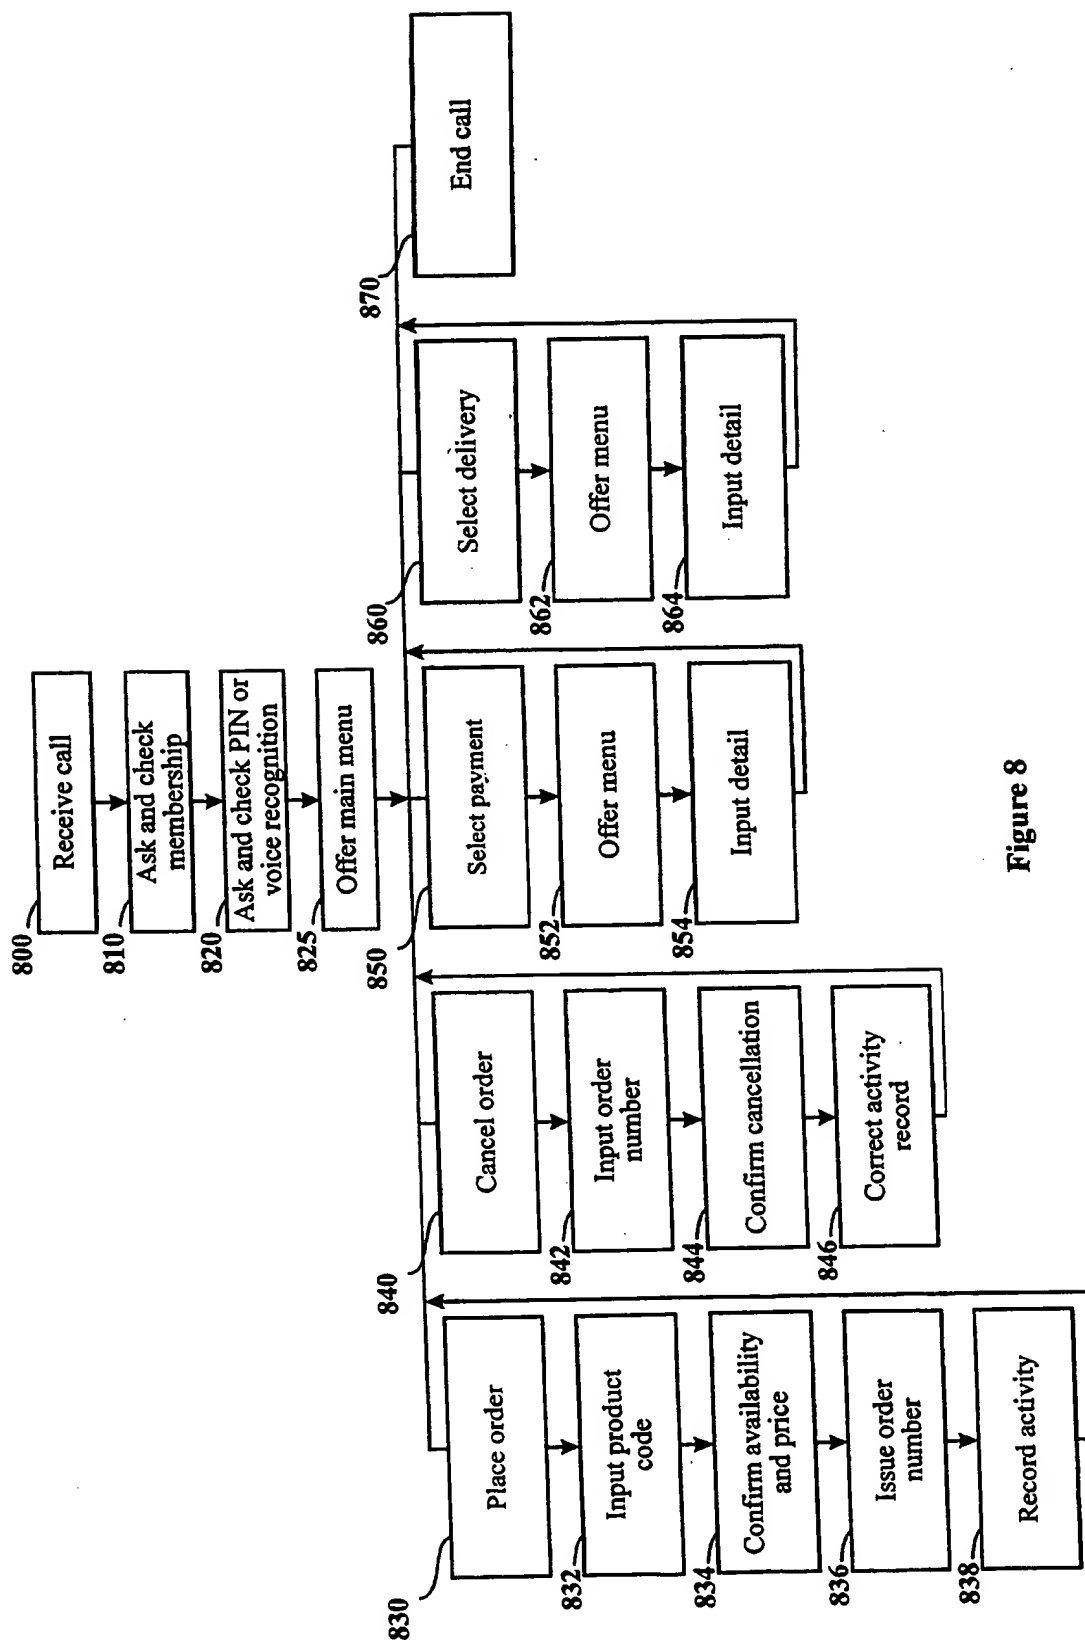 800
Receive call
810
Ask and check
membership
820
Ask and check PIN or
voice recognition
825
Offer main menu
830
Place order
832
Input product
code
834
Confirm availability
and price
836
Issue order
number
838
Record activity
840
Cancel order
842
Input order
number
844
Confirm cancellation
846
Correct activity
record
850
Select payment
852
Offer menu
854
Input detail
860
Select delivery
862
Offer menu
864
Input detail
870
End call
Figure 8